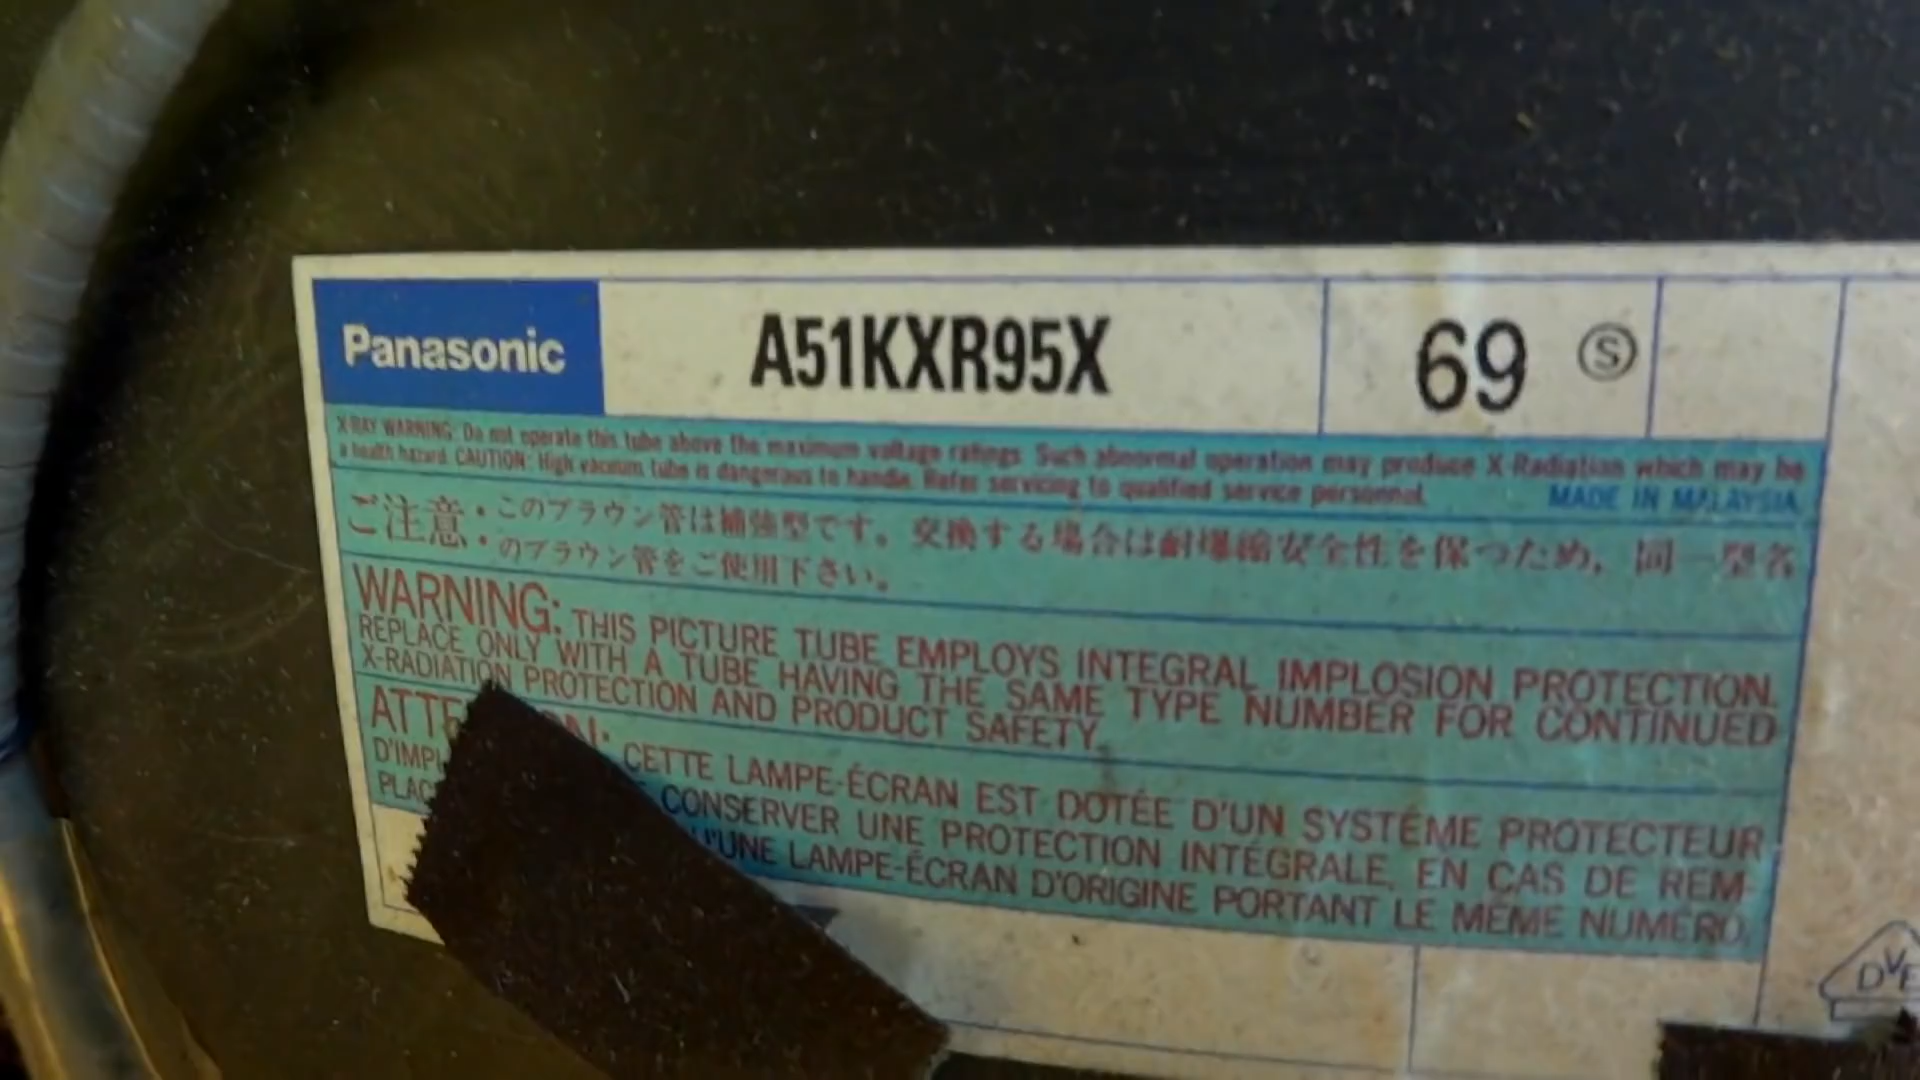 Panasonic A51KXR95X 69 Ⓢ
X-RAY WARNING: Do not operate this tube above the maximum voltage ratings. Such abnormal operation may produce X-Radiation which may be
a health hazard. CAUTION: High vacuum tube is dangerous to handle. Refer servicing to qualified service personnel. MADE IN MALAYSIA
ご注意・このブラウン管は補強型です。交換する場合は耐爆縮安全性を保つため、同一型名
のブラウン管をご使用下さい。
WARNING: THIS PICTURE TUBE EMPLOYS INTEGRAL IMPLOSION PROTECTION.
REPLACE ONLY WITH A TUBE HAVING THE SAME TYPE NUMBER FOR CONTINUED
X-RADIATION PROTECTION AND PRODUCT SAFETY.
CETTE LAMPE-ÉCRAN EST DOTÉE D'UN SYSTÉME PROTECTEUR
CONSERVER UNE PROTECTION INTÉGRALE, EN CAS DE REM-
LAMPE-ÉCRAN D'ORIGINE PORTANT LE MÊME NUMÉRO.